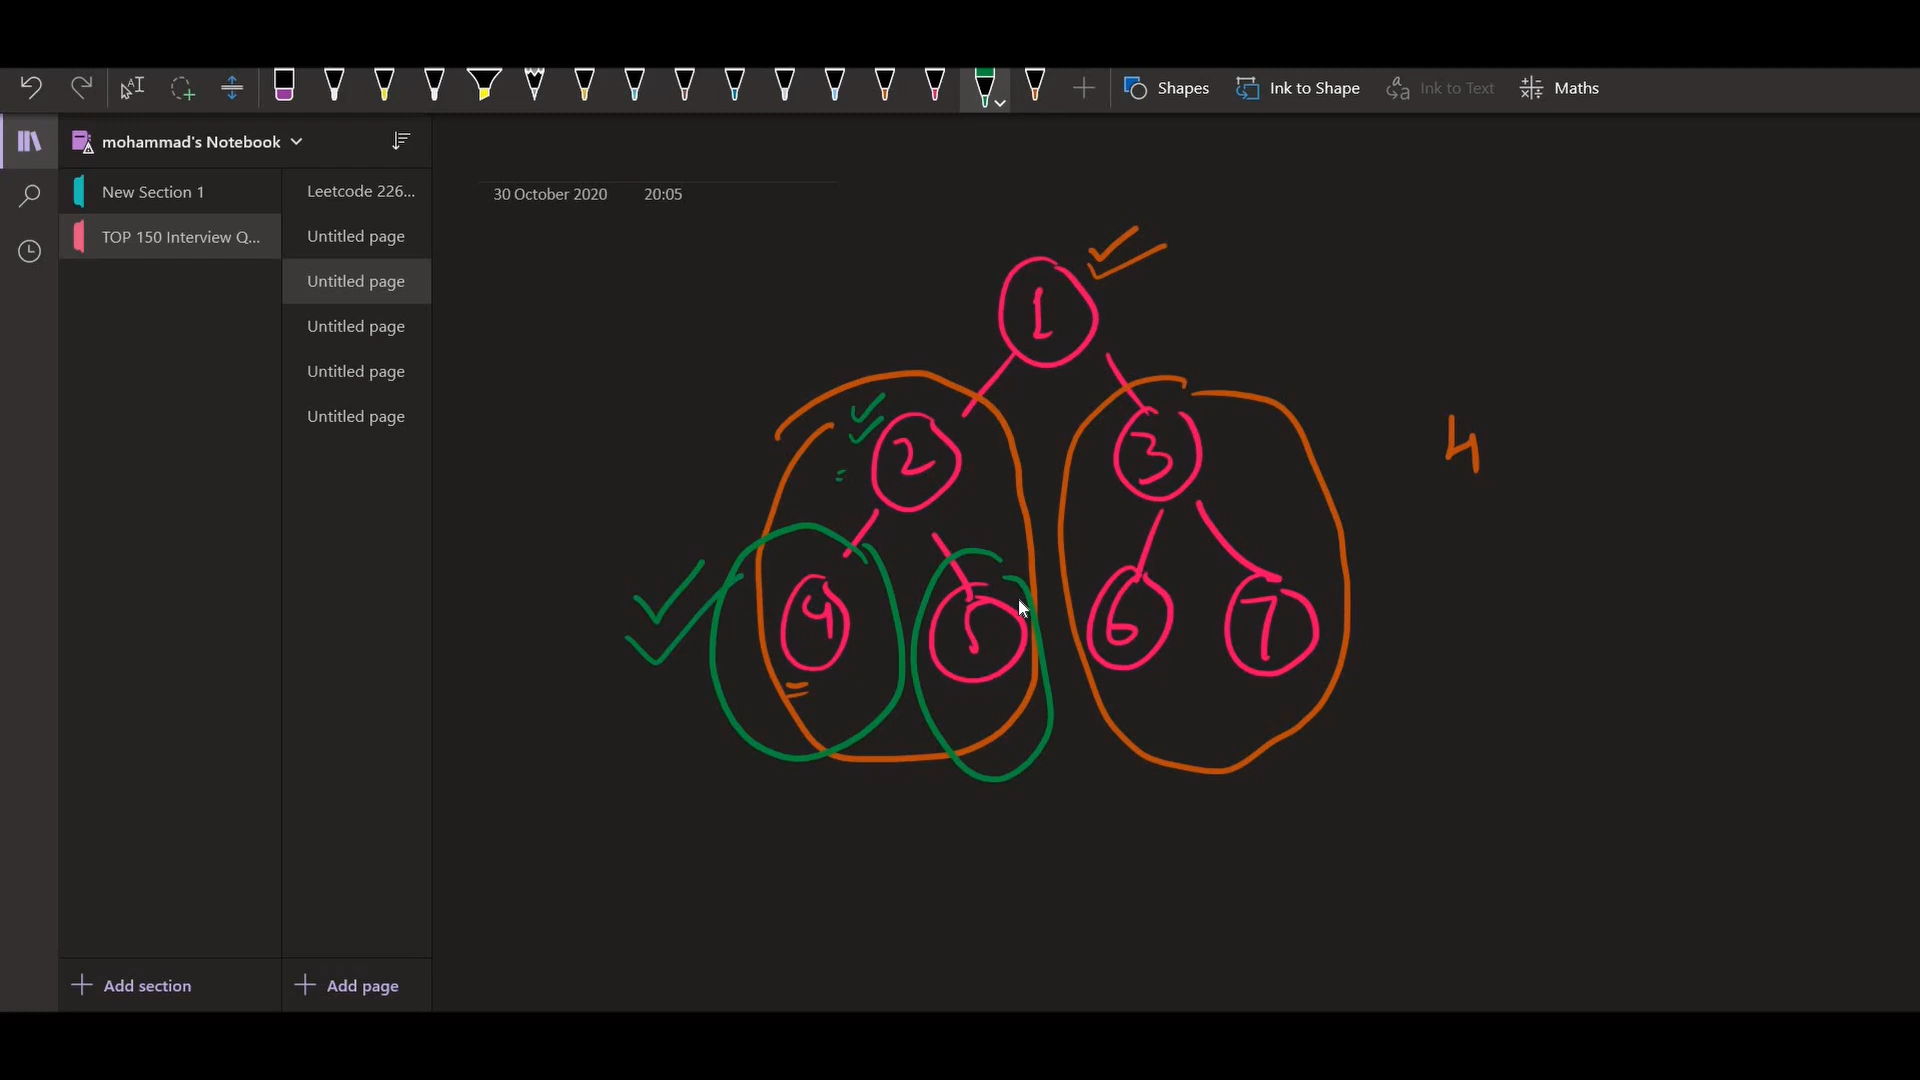 Shapes
Ink to Shape
Ink to Text
Maths
mohammad's Notebook
New Section 1
TOP 150 Interview Q...
Leetcode 226...
Untitled page
Untitled page
Untitled page
Untitled page
Untitled page
Add section
Add page
30 October 2020 20:05
1
2 3
4
4 5 6 7